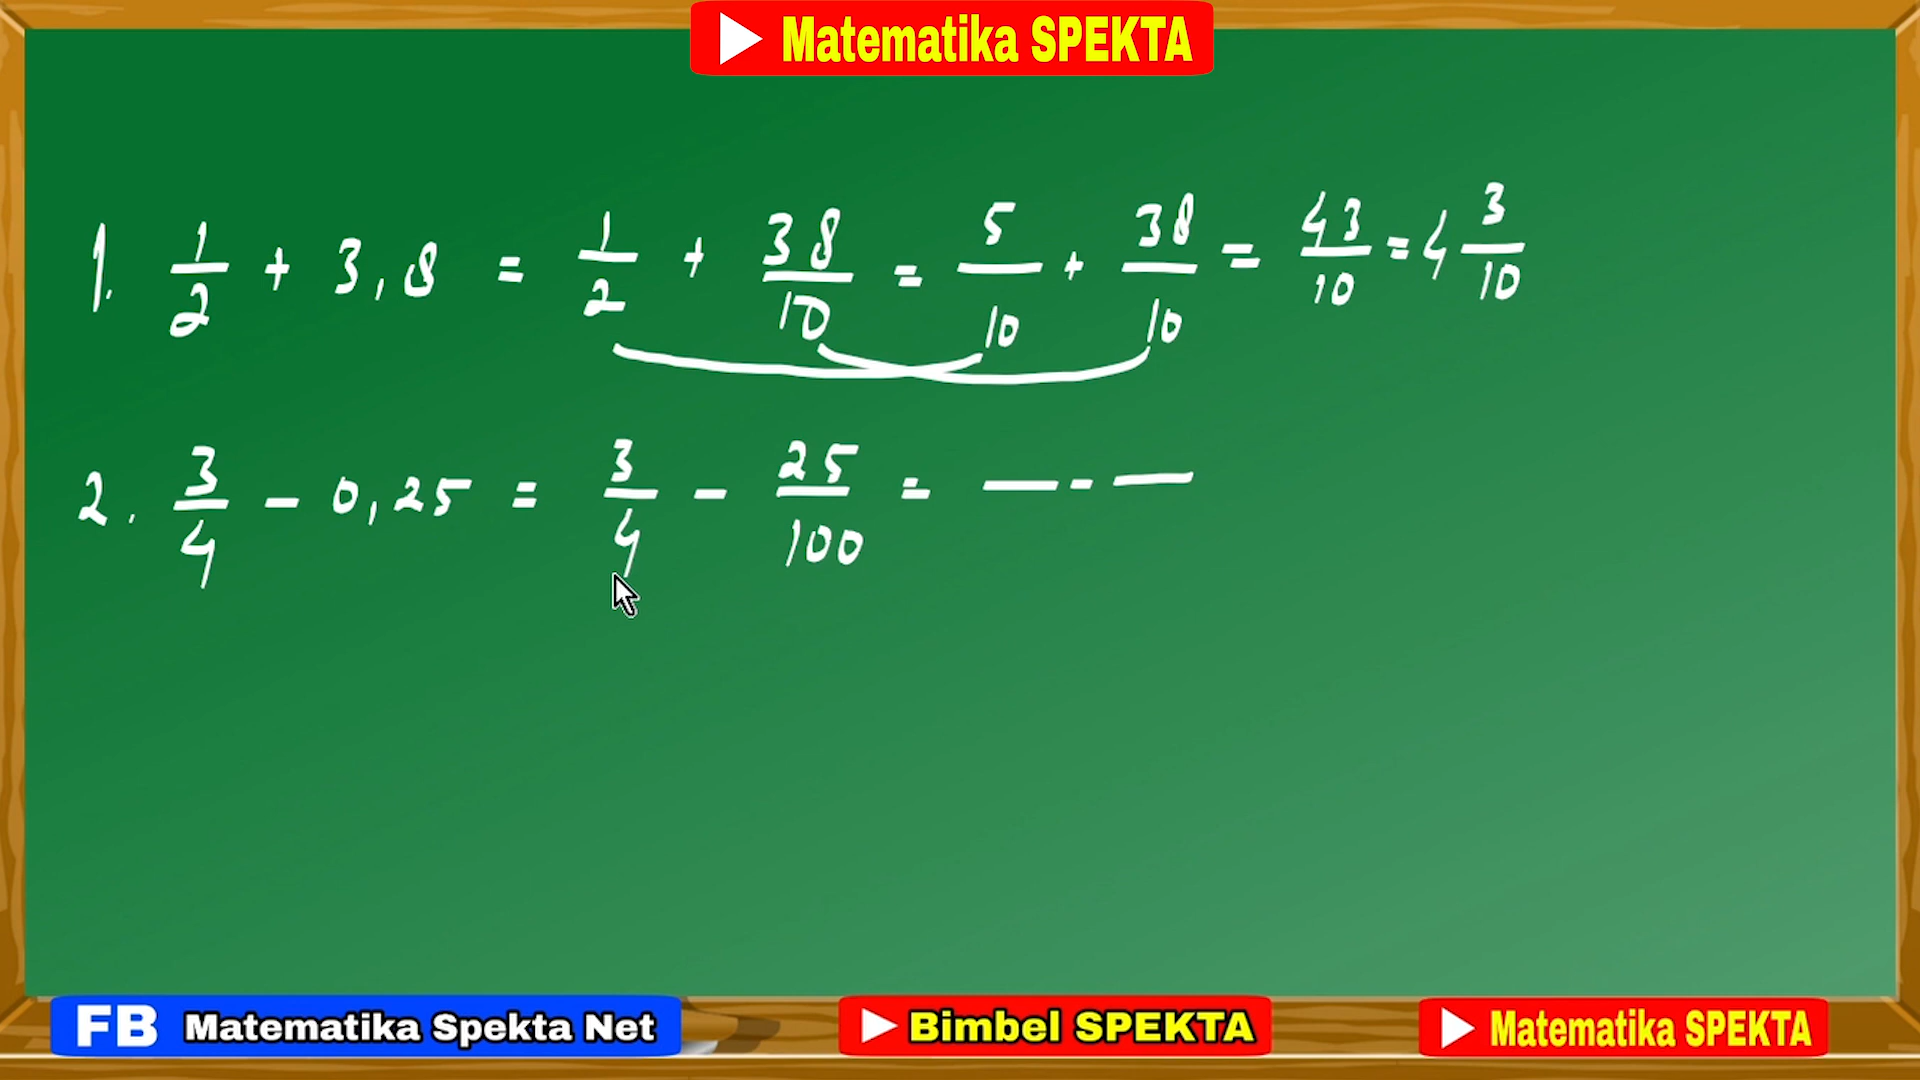 Matematika SPEKTA
1. 1/2 + 3,8 = 1/2 + 38/10 = 5/10 + 38/10 = 43/10 = 4 3/10
2. 3/4 - 0,25 = 3/4 - 25/100 = — - —
FB Matematika Spekta Net
Bimbel SPEKTA
Matematika SPEKTA